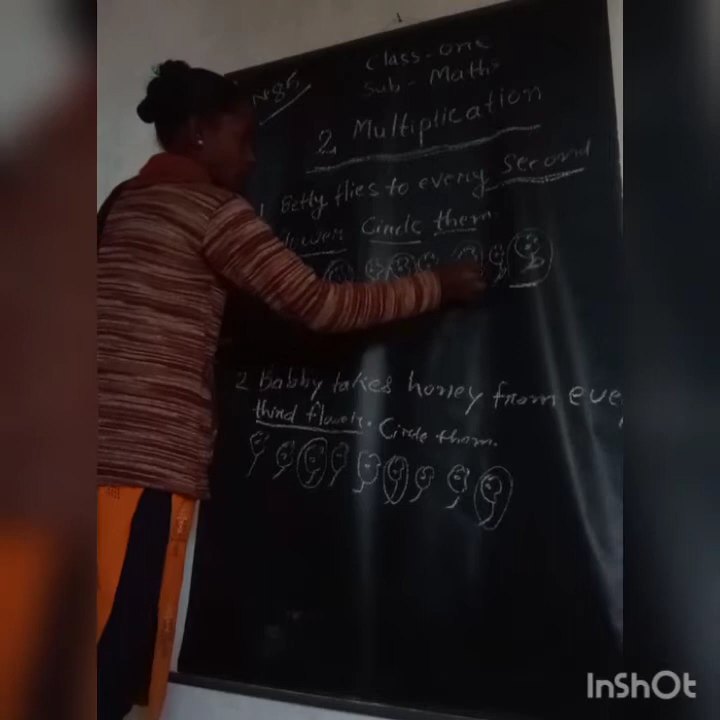 Class-one
Sub- Maths
2 Multiplication
1 Betty flies to every second
flower Circle them
2 Babby takes honey from eve
third flower. Circle them.
InShOt